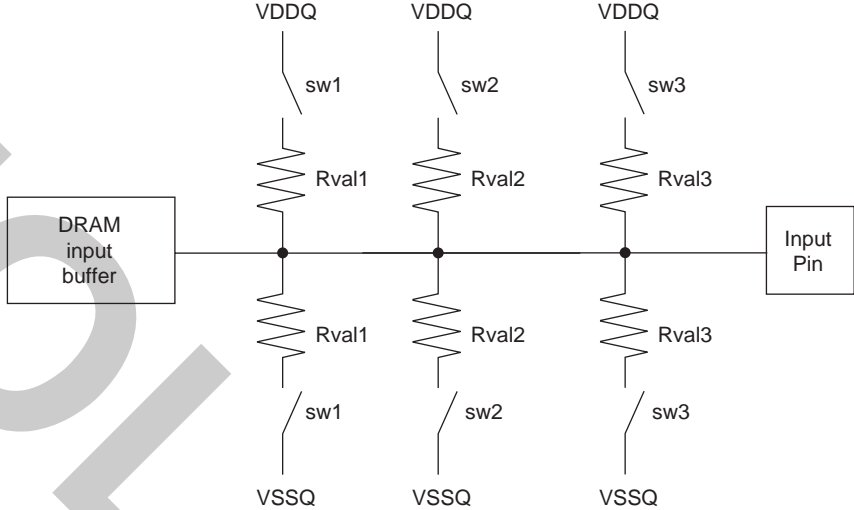 VDDQ VDDQ VDDQ
sw1 sw2 sw3
Rval1 Rval2 Rval3
DRAM
input
buffer
Input
Pin
Rval1 Rval2 Rval3
sw1 sw2 sw3
VSSQ VSSQ VSSQ